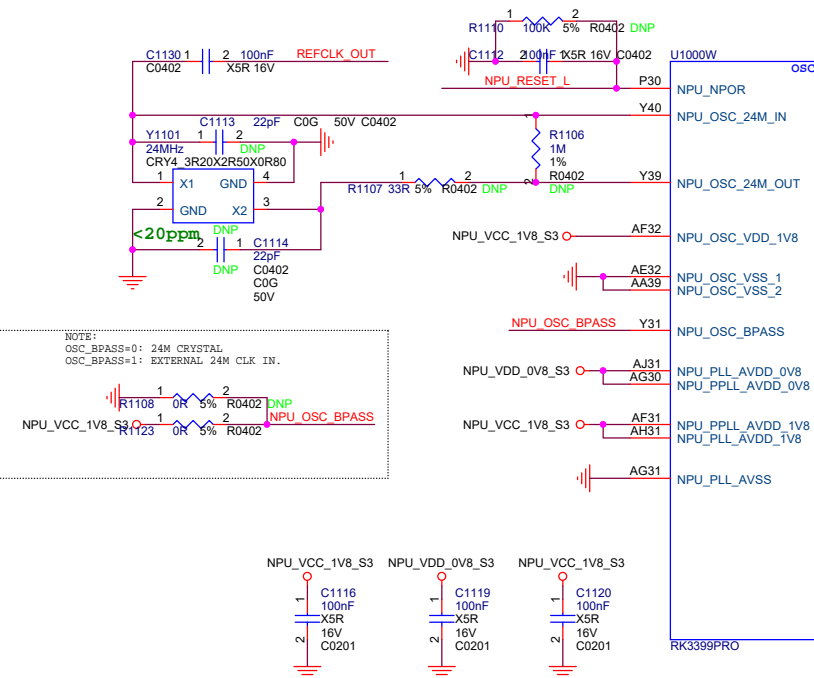 1 2
R1110 100K 5% R0402 DNP
C1130 1 2 100nF REFCLK_OUT
C0402 X5R 16V
C1112 2 100nF 1 X5R 16V C0402
U1000W
OSC
NPU_RESET_L P30 NPU_NPOR
Y40 NPU_OSC_24M_IN
C1113 22pF C0G 50V C0402
Y1101 1 2
24MHz DNP
CRY4_3R20X2R50X0R80
1 X1 GND 4
2 GND X2 3
<20ppm
1
R1106
1M
1%
2 R0402
DNP
1 2
R1107 33R 5% R0402 DNP
Y39 NPU_OSC_24M_OUT
DNP
2 1 C1114
22pF
DNP C0402
C0G
50V
NPU_VCC_1V8_S3 AF32 NPU_OSC_VDD_1V8
AE32 NPU_OSC_VSS_1
AA39 NPU_OSC_VSS_2
NPU_OSC_BPASS Y31 NPU_OSC_BPASS
NOTE:
OSC_BPASS=0: 24M CRYSTAL
OSC_BPASS=1: EXTERNAL 24M CLK IN.
1 2
R1108 0R 5% R0402 DNP
NPU_VCC_1V8_S3 1 2 NPU_OSC_BPASS
R1123 0R 5% R0402
NPU_VDD_0V8_S3 AJ31 NPU_PLL_AVDD_0V8
AG30 NPU_PPLL_AVDD_0V8
NPU_VCC_1V8_S3 AF31 NPU_PPLL_AVDD_1V8
AH31 NPU_PLL_AVDD_1V8
AG31 NPU_PLL_AVSS
NPU_VCC_1V8_S3 NPU_VDD_0V8_S3 NPU_VCC_1V8_S3
1 C1116 1 C1119 1 C1120
100nF 100nF 100nF
X5R X5R X5R
2 16V 2 16V 2 16V
C0201 C0201 C0201
RK3399PRO